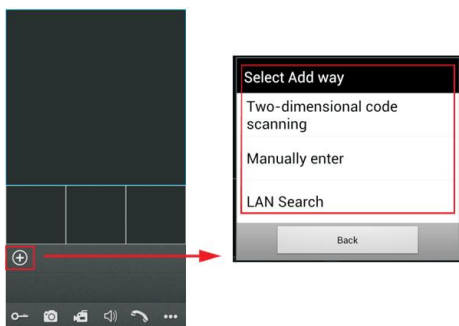 Select Add way
Two-dimensional code
scanning
Manually enter
LAN Search
Back